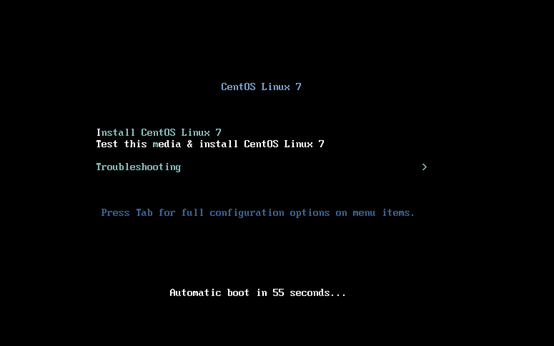 CentOS Linux 7
Install CentOS Linux 7
Test this media & install CentOS Linux 7
Troubleshooting >
Press Tab for full configuration options on menu items.
Automatic boot in 55 seconds...